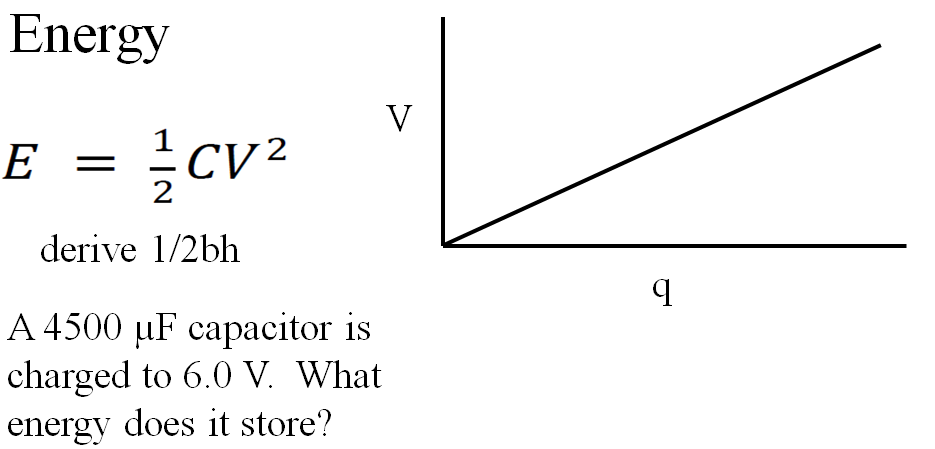 Energy
E = ½CV²
derive 1/2bh
A 4500 µF capacitor is
charged to 6.0 V.  What
energy does it store?
V
q